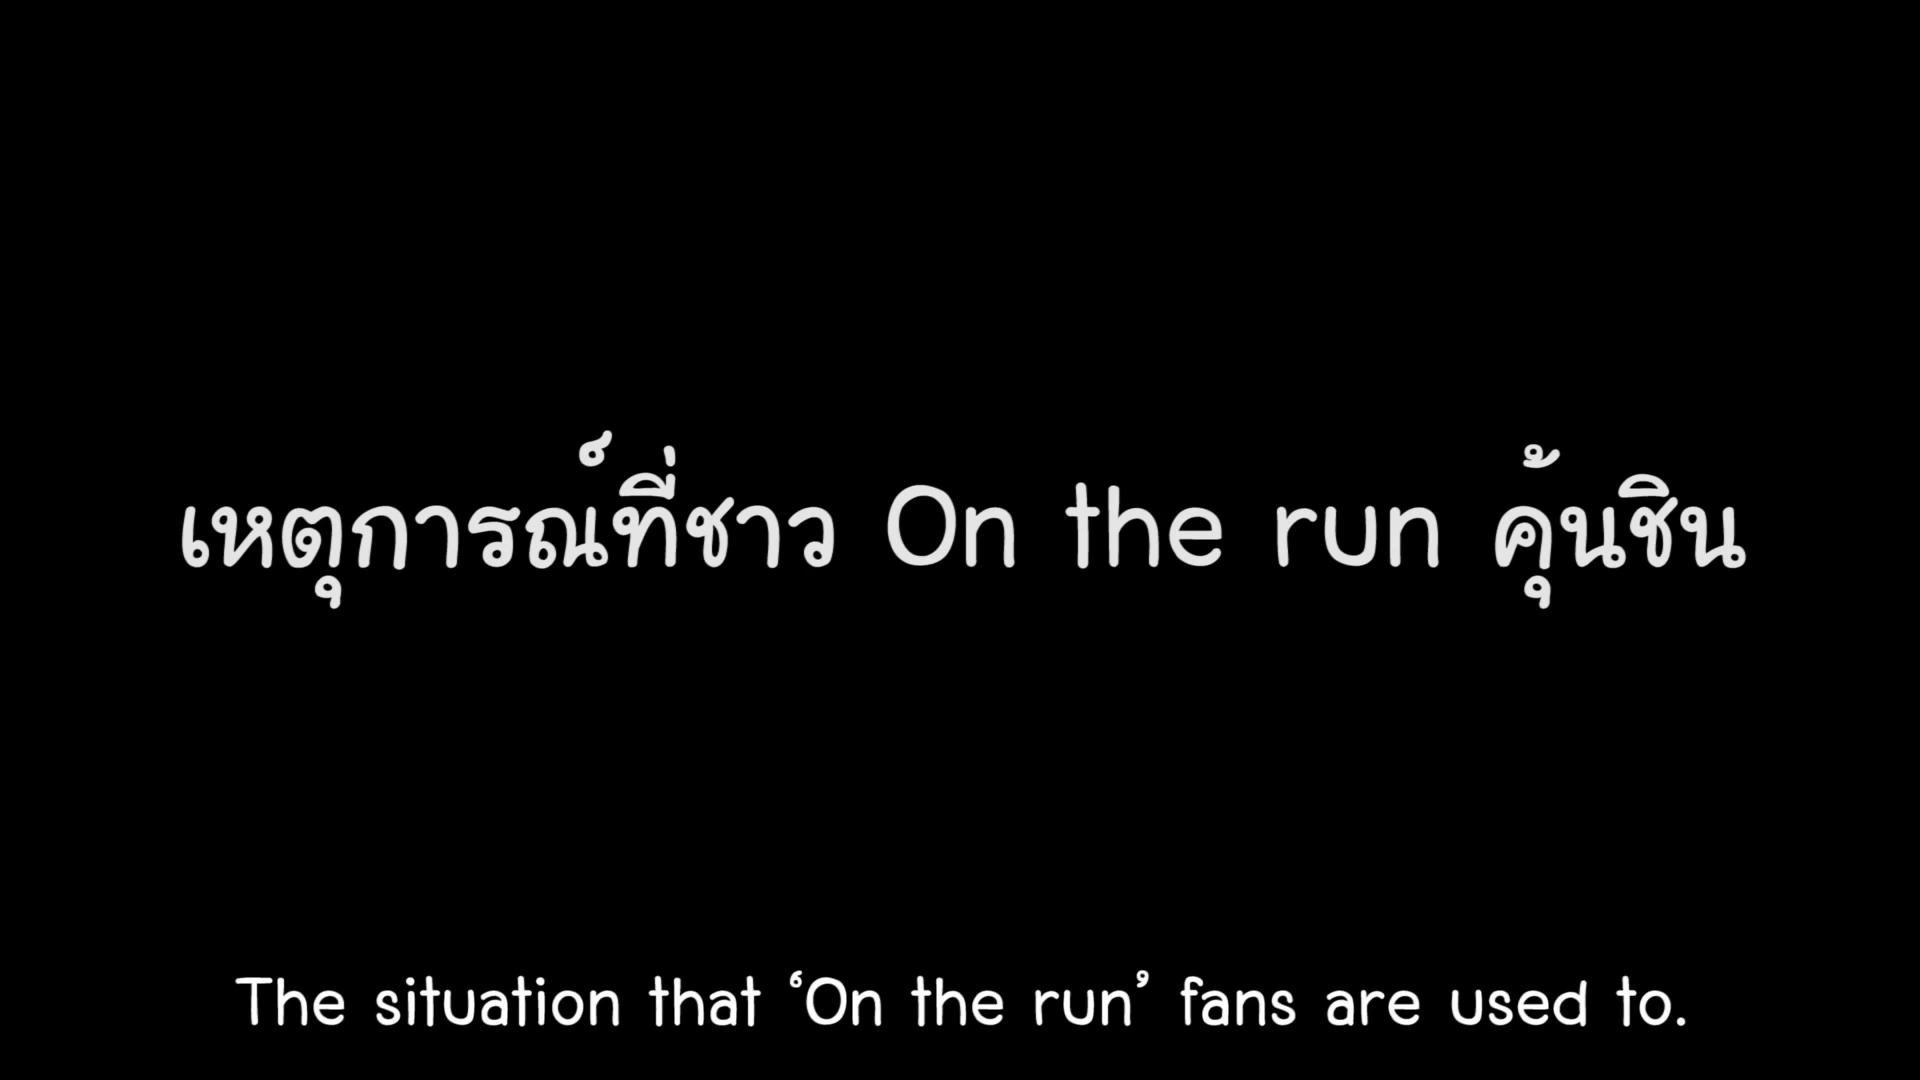 เหตุการณ์ที่ชาว On the run คุ้นชิน
The situation that ‘On the run’ fans are used to.